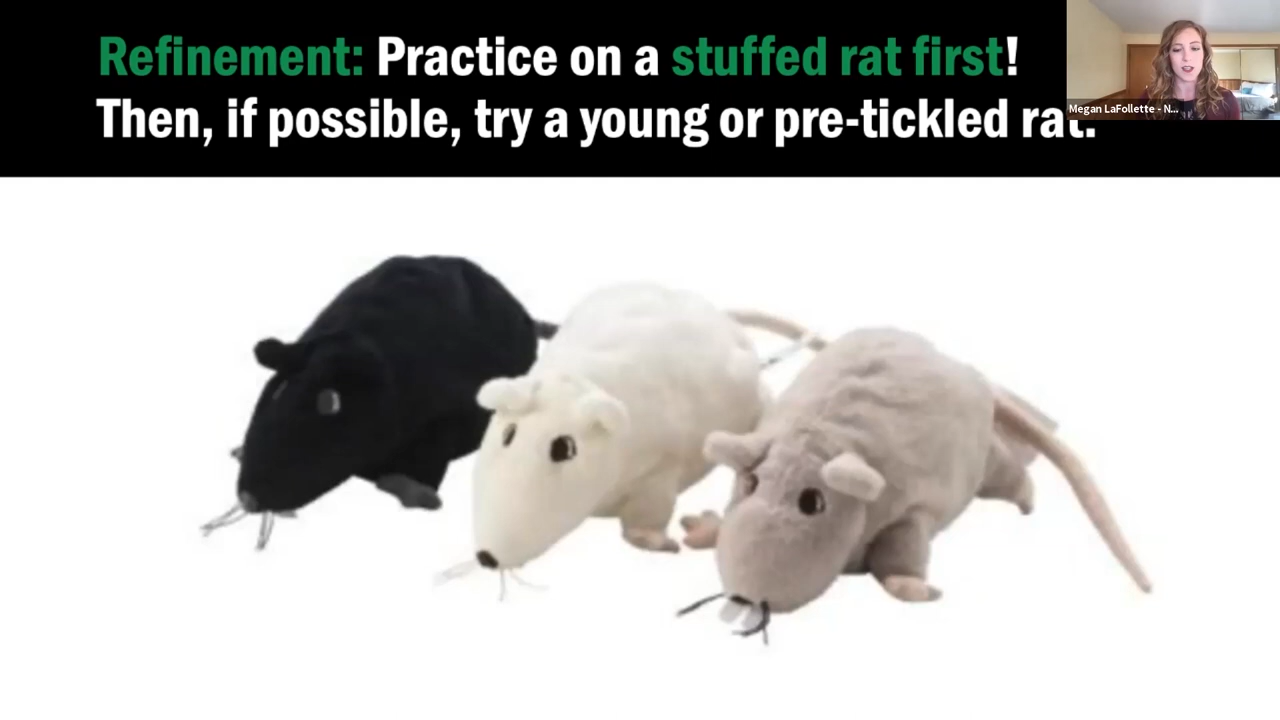 Refinement: Practice on a stuffed rat first!
Then, if possible, try a young or pre-tickled rat.
Megan LaFollette - N...